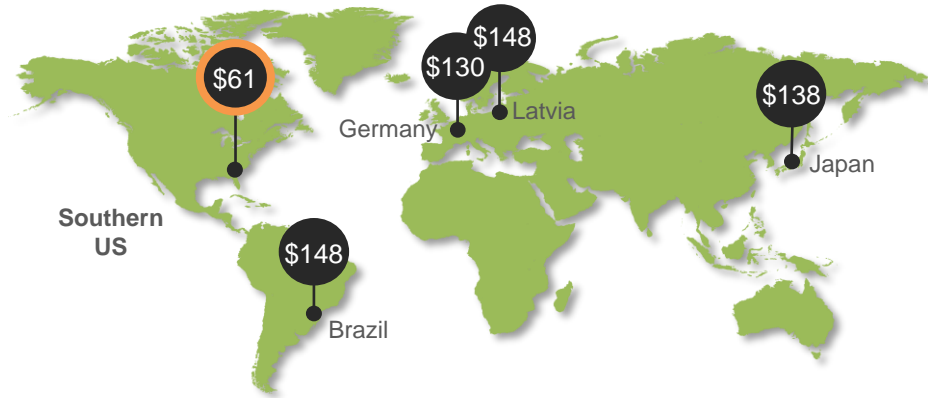 $148
$130
$61
$138
Latvia
Germany
Japan
Southern
US
$148
Brazil